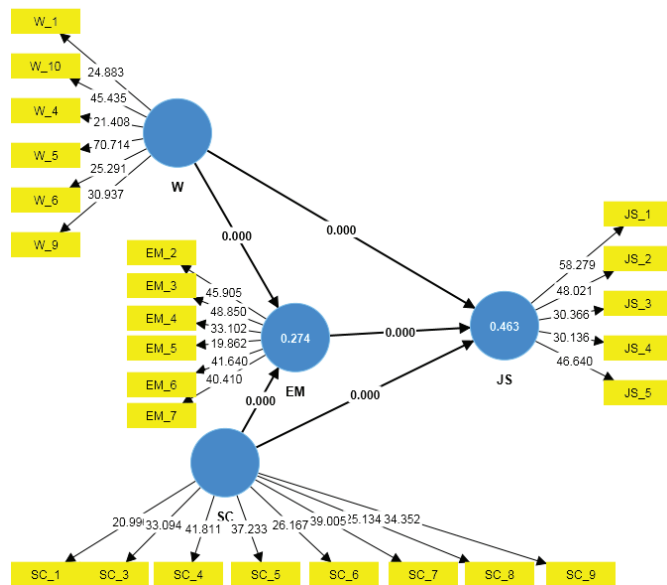 W_1
W_10
W_4
W_5
W_6
W_9
24.883
45.435
21.408
70.714
25.291
30.937
W
0.000
0.000
EM_2
EM_3
EM_4
EM_5
EM_6
EM_7
45.905
48.850
33.102
19.862
41.640
40.410
0.274
EM
0.000
0.463
JS
JS_1
JS_2
JS_3
JS_4
JS_5
58.279
48.021
30.366
30.136
46.640
0.000
0.000
SC
33.094
41.811
37.233
26.167
39.005
25.134
34.352
SC_1
SC_3
SC_4
SC_5
SC_6
SC_7
SC_8
SC_9